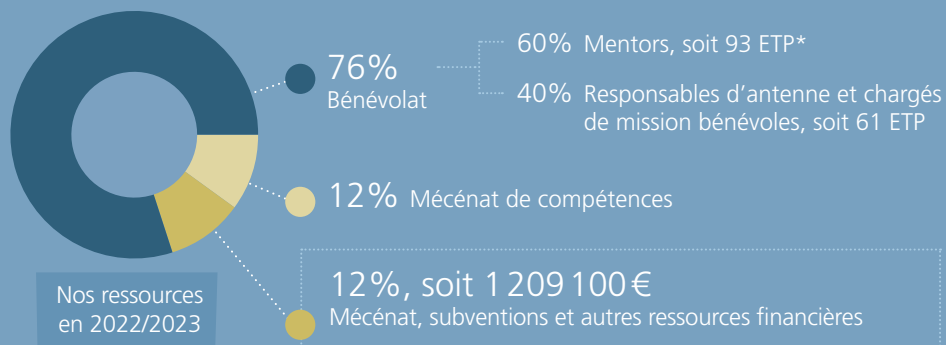 76%
Bénévolat
60% Mentors, soit 93 ETP*
40% Responsables d'antenne et chargés
de mission bénévoles, soit 61 ETP
12% Mécénat de compétences
12%, soit 1 209 100 €
Mécénat, subventions et autres ressources financières
Nos ressources
en 2022/2023